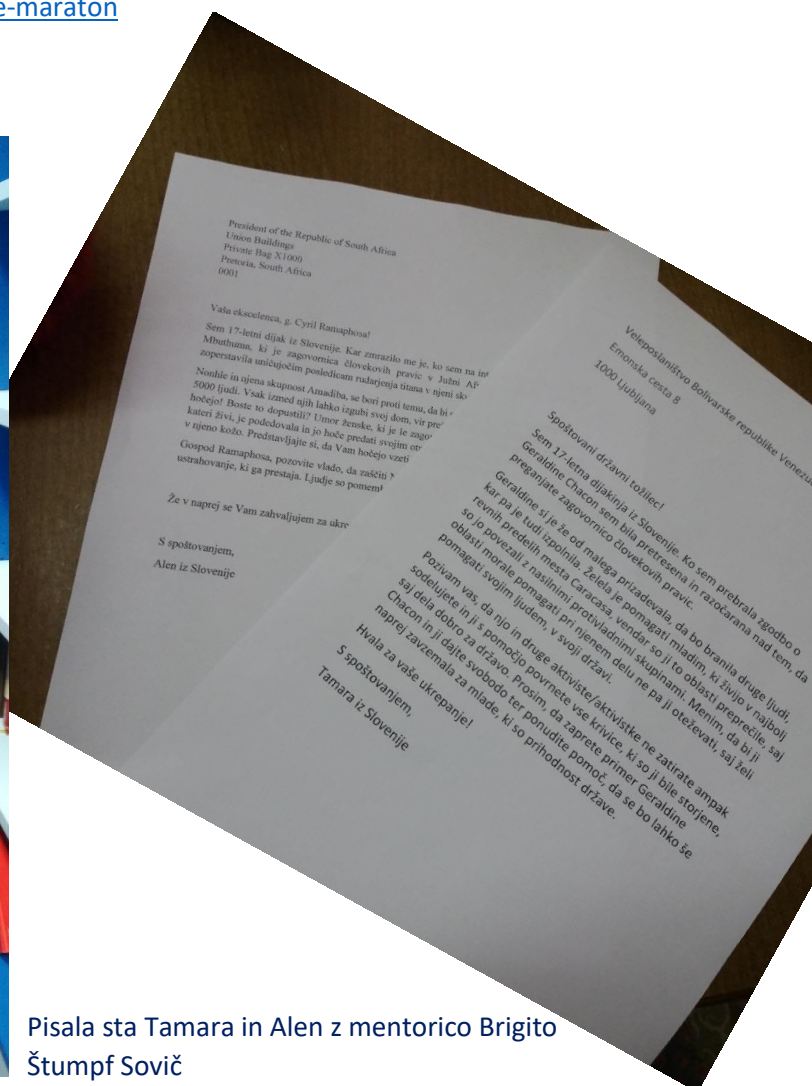 e-maraton
President of the Republic of South Africa
Union Buildings
Private Bag X1000
Pretoria, South Africa
0001
Vaša ekscelenca, g. Cyril Ramaphosa!
Sem 17-letni dijak iz Slovenije. Kar zmrazilo me je, ko sem na
Mbuthuma, ki je zagovornica človekovih pravic v Južni
zoperstavila uničujočim posledicam rudarjenja titana v njeni
Nonhle in njena skupnost Amadiba, se bori proti temu, da bi
5000 ljudi. Vsak izmed njih lahko izgubi svoj dom, vir
hočejo! Boste to dopustili? Umor ženske, ki je le
kateri živi, je podedovala in jo hoče predati svojim
v njeno kožo. Predstavljajte si, da Vam hočejo vzeti
Gospod Ramaphosa, pozovite vlado, da zaščiti
ustrahovanje, ki ga prestaja. Ljudje so
Že v naprej se Vam zahvaljujem za
S spoštovanjem,
Alen iz Slovenije
Veleposlaništvo Bolivarske republike
Emonska cesta 8
1000 Ljubljana
Spoštovani državni tožilec!
Sem 17-letna dijakinja iz Slovenije. Ko sem prebrala zgodbo o
Geraldine Chacon sem bila pretresena in razočarana nad tem, da
preganjate zagovornico človekovih pravic.
Geraldine si je že od malega prizadevala, da bo branila druge ljudi,
kar pa je tudi izpolnila. Želela je pomagati mladim, ki živijo v najbolj
revnih predelih mesta Caracasa, vendar so ji to oblasti preprečile, saj
so jo povezali z nasilnimi protivladnimi skupinami. Menim, da bi ji
oblasti morale pomagati pri njenem delu ne pa ji oteževati, saj želi
pomagati svojim ljudem, v svoji državi.
Pozivam vas, da njo in druge aktiviste/aktivistke ne zatirate ampak
sodelujete in ji s pomočjo povrnete vse krivice, ki so ji bile storjene,
saj dela dobro za državo. Prosim, da zaprete primer Geraldine
Chacon in ji dajte svobodo ter ponudite pomoč, da se bo lahko še
naprej zavzemala za mlade, ki so prihodnost države.
Hvala za vaše ukrepanje!
S spoštovanjem,
Tamara iz Slovenije
Pisala sta Tamara in Alen z mentorico Brigito
Štumpf Sovič